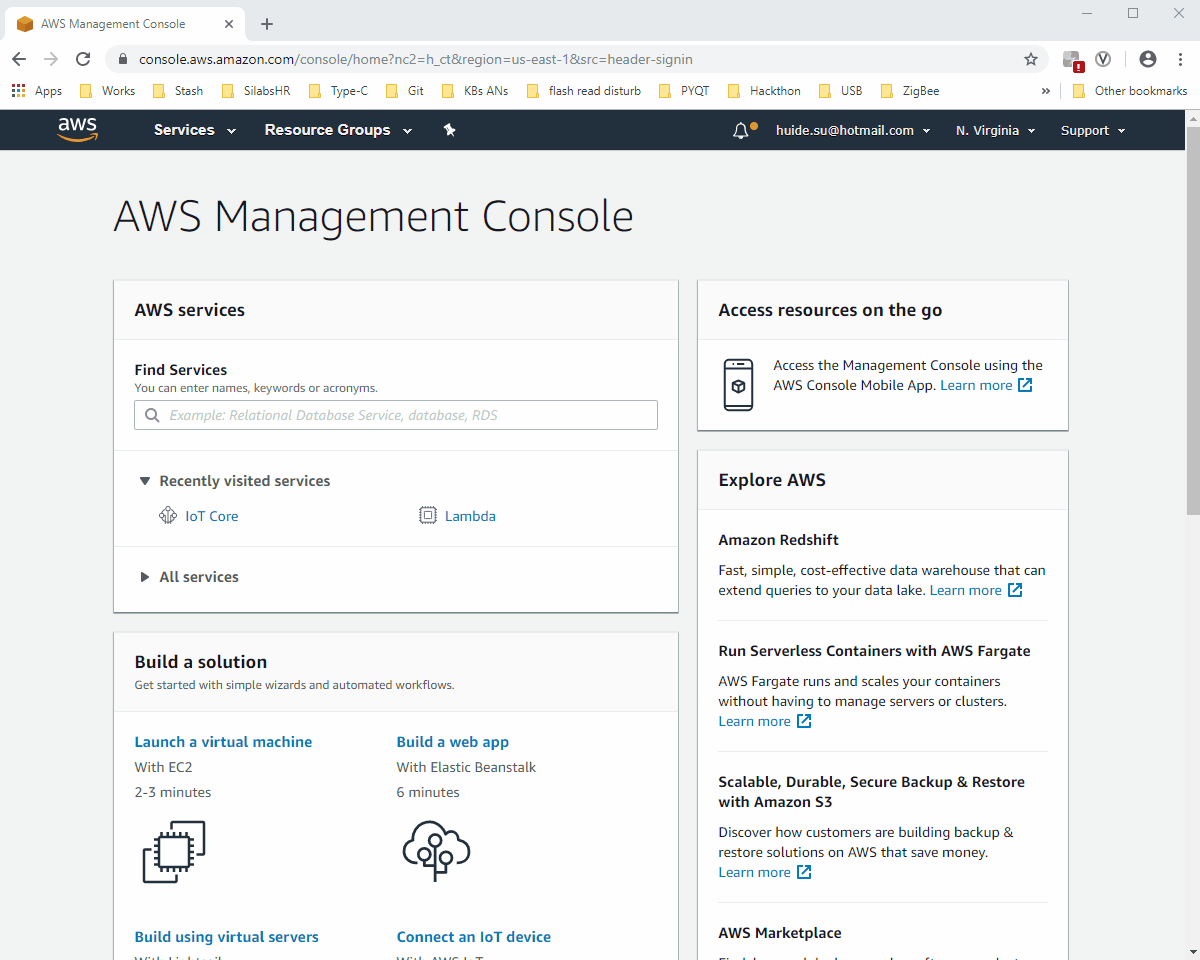 AWS Management Console
console.aws.amazon.com/console/home?nc2=h_ct&region=us-east-1&src=header-signin
Apps Works Stash SilabsHR Type-C Git KBs ANs flash read disturb PYQT Hackthon USB ZigBee » Other bookmarks
aws Services Resource Groups huide.su@hotmail.com N. Virginia Support
AWS Management Console
AWS services
Find Services
You can enter names, keywords or acronyms.
Example: Relational Database Service, database, RDS
Recently visited services
IoT Core Lambda
All services
Build a solution
Get started with simple wizards and automated workflows.
Launch a virtual machine
With EC2
2-3 minutes
Build a web app
With Elastic Beanstalk
6 minutes
Build using virtual servers
Connect an IoT device
Access resources on the go
Access the Management Console using the
AWS Console Mobile App. Learn more
Explore AWS
Amazon Redshift
Fast, simple, cost-effective data warehouse that can
extend queries to your data lake. Learn more
Run Serverless Containers with AWS Fargate
AWS Fargate runs and scales your containers
without having to manage servers or clusters.
Learn more
Scalable, Durable, Secure Backup & Restore
with Amazon S3
Discover how customers are building backup &
restore solutions on AWS that save money.
Learn more
AWS Marketplace